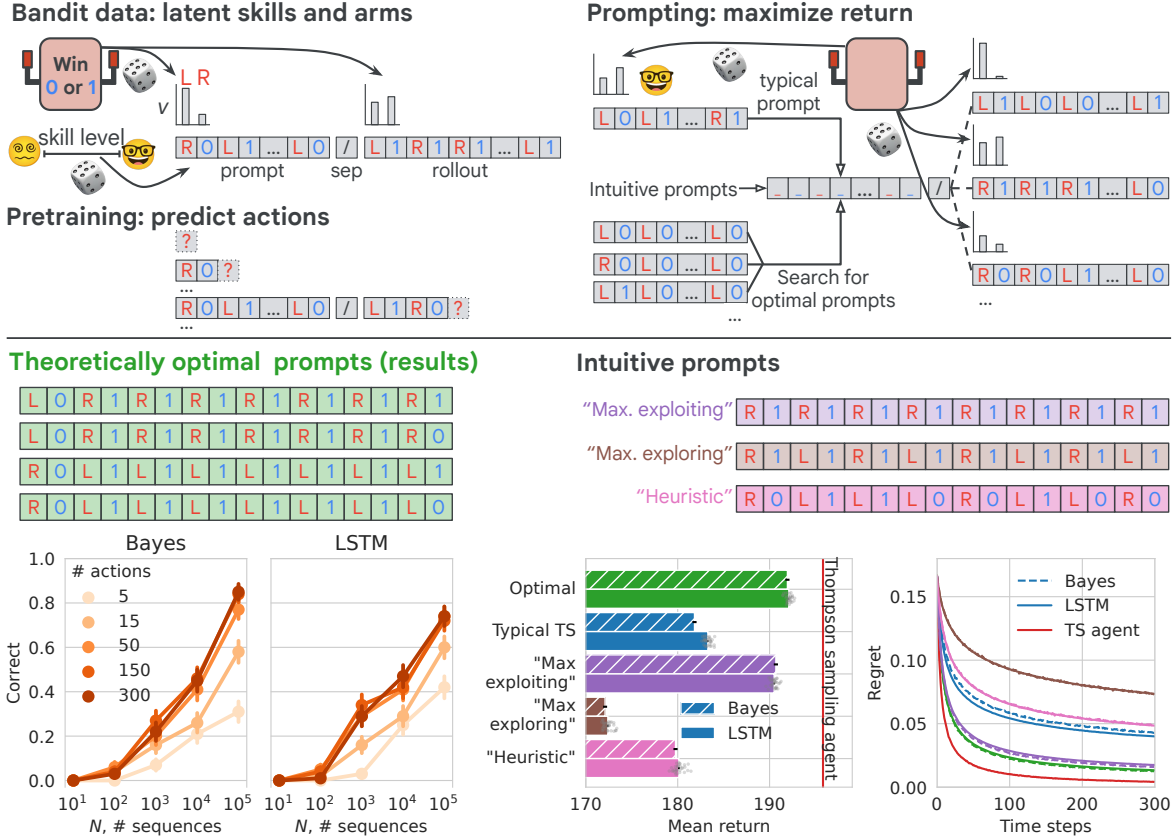 Bandit data: latent skills and arms
Win
0 or 1
L R
v
skill level
R 0 L 1 ... L 0 / L 1 R 1 R 1 ... L 1
prompt sep rollout
Pretraining: predict actions
?
R 0 ?
...
R 0 L 1 ... L 0 / L 1 R 0 ?
...
Prompting: maximize return
typical
prompt
L 0 L 1 ... R 1
L 1 L 0 L 0 ... L 1
Intuitive prompts
_ _ _ _ ... _ _ /
R 1 R 1 R 1 ... L 0
L 0 L 0 ... L 0
R 0 L 0 ... L 0
L 1 L 0 ... L 0
...
Search for
optimal prompts
R 0 R 0 L 1 ... L 0
...
Theoretically optimal prompts (results)
L 0 R 1 R 1 R 1 R 1 R 1 R 1 R 1
L 0 R 1 R 1 R 1 R 1 R 1 R 1 R 0
R 0 L 1 L 1 L 1 L 1 L 1 L 1 L 1
R 0 L 1 L 1 L 1 L 1 L 1 L 1 L 0
Intuitive prompts
"Max. exploiting" R 1 R 1 R 1 R 1 R 1 R 1 R 1 R 1
"Max. exploring" R 1 L 1 R 1 L 1 R 1 L 1 R 1 L 1
"Heuristic" R 0 L 1 L 1 L 0 R 0 L 1 L 0 R 0
Bayes
LSTM
Correct
1.0
0.8
0.6
0.4
0.2
0.0
# actions
5
15
50
150
300
10¹ 10² 10³ 10⁴ 10⁵
N, # sequences
10¹ 10² 10³ 10⁴ 10⁵
N, # sequences
Optimal
Typical TS
"Max
exploiting"
"Max
exploring"
"Heuristic"
Bayes
LSTM
Thompson sampling agent
170 180 190
Mean return
Regret
0.15
0.10
0.05
0.00
Bayes
LSTM
TS agent
0 100 200 300
Time steps